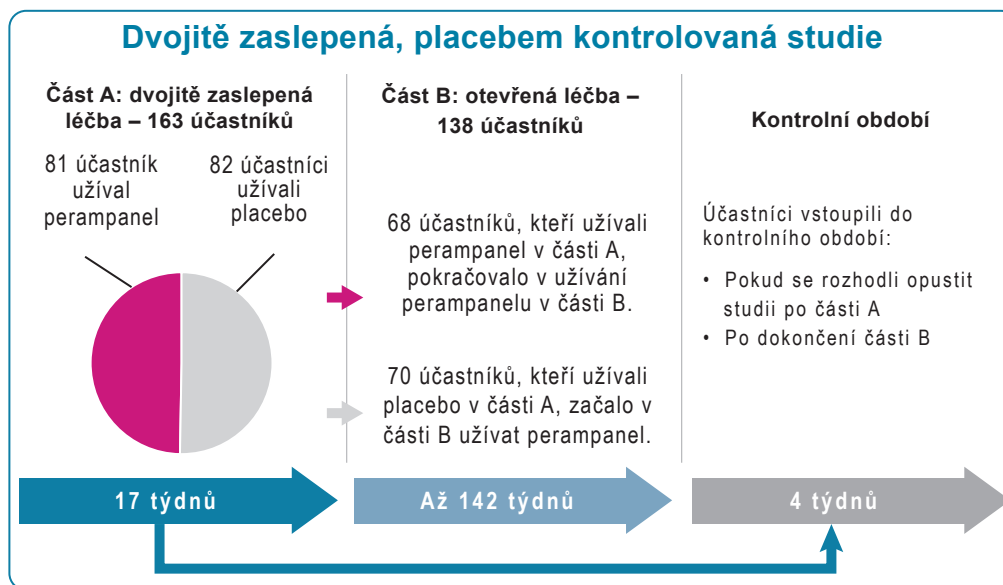 Dvojitě zaslepená, placebem kontrolovaná studie
Část A: dvojitě zaslepená
léčba – 163 účastníků
81 účastník
užíval
perampanel
82 účastníci
užívali
placebo
17 týdnů
Část B: otevřená léčba –
138 účastníků
68 účastníků, kteří užívali
perampanel v části A,
pokračovalo v užívání
perampanelu v části B.
70 účastníků, kteří užívali
placebo v části A, začalo v
části B užívat perampanel.
Až 142 týdnů
Kontrolní období
Účastníci vstoupili do
kontrolního období:
• Pokud se rozhodli opustit
studii po části A
• Po dokončení části B
4 týdnů